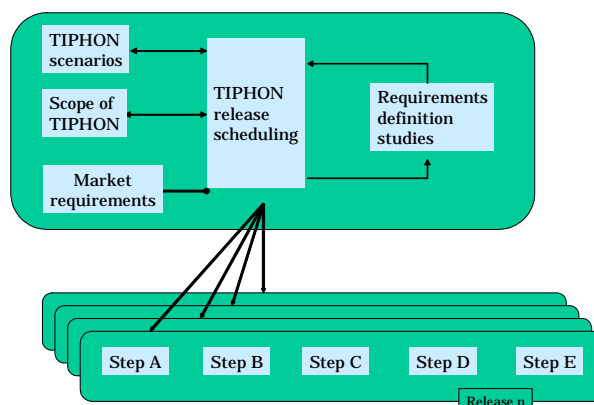 TIPHON
scenarios
Scope of
TIPHON
Market
requirements
TIPHON
release
scheduling
Requirements
definition
studies
Step A
Step B
Step C
Step D
Step E
Release n